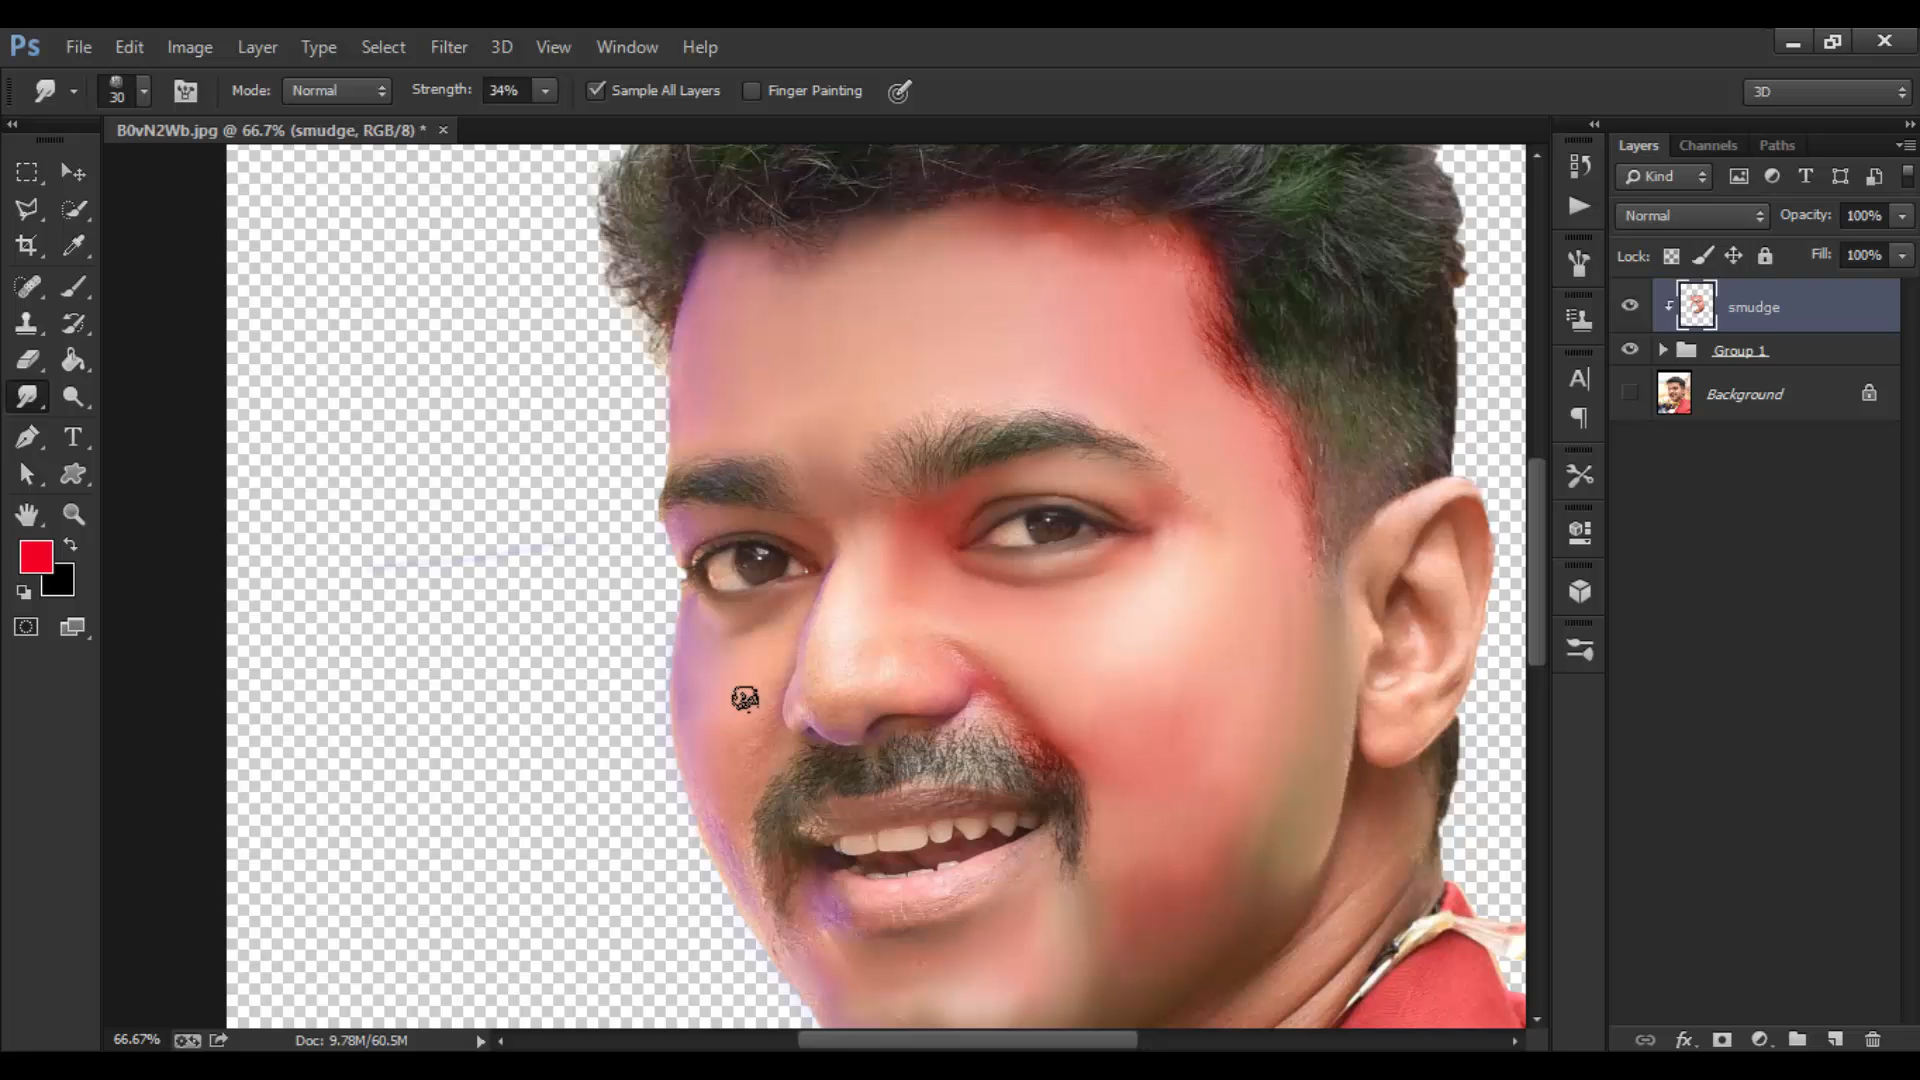 Ps File Edit Image Layer Type Select Filter 3D View Window Help
30 Mode: Normal Strength: 34% Sample All Layers Finger Painting 3D
B0vN2Wb.jpg @ 66.7% (smudge, RGB/8) * ×
Layers Channels Paths
Kind
Normal Opacity: 100%
Lock: Fill: 100%
smudge
Group 1
Background
66.67% Doc: 9.78M/60.5M